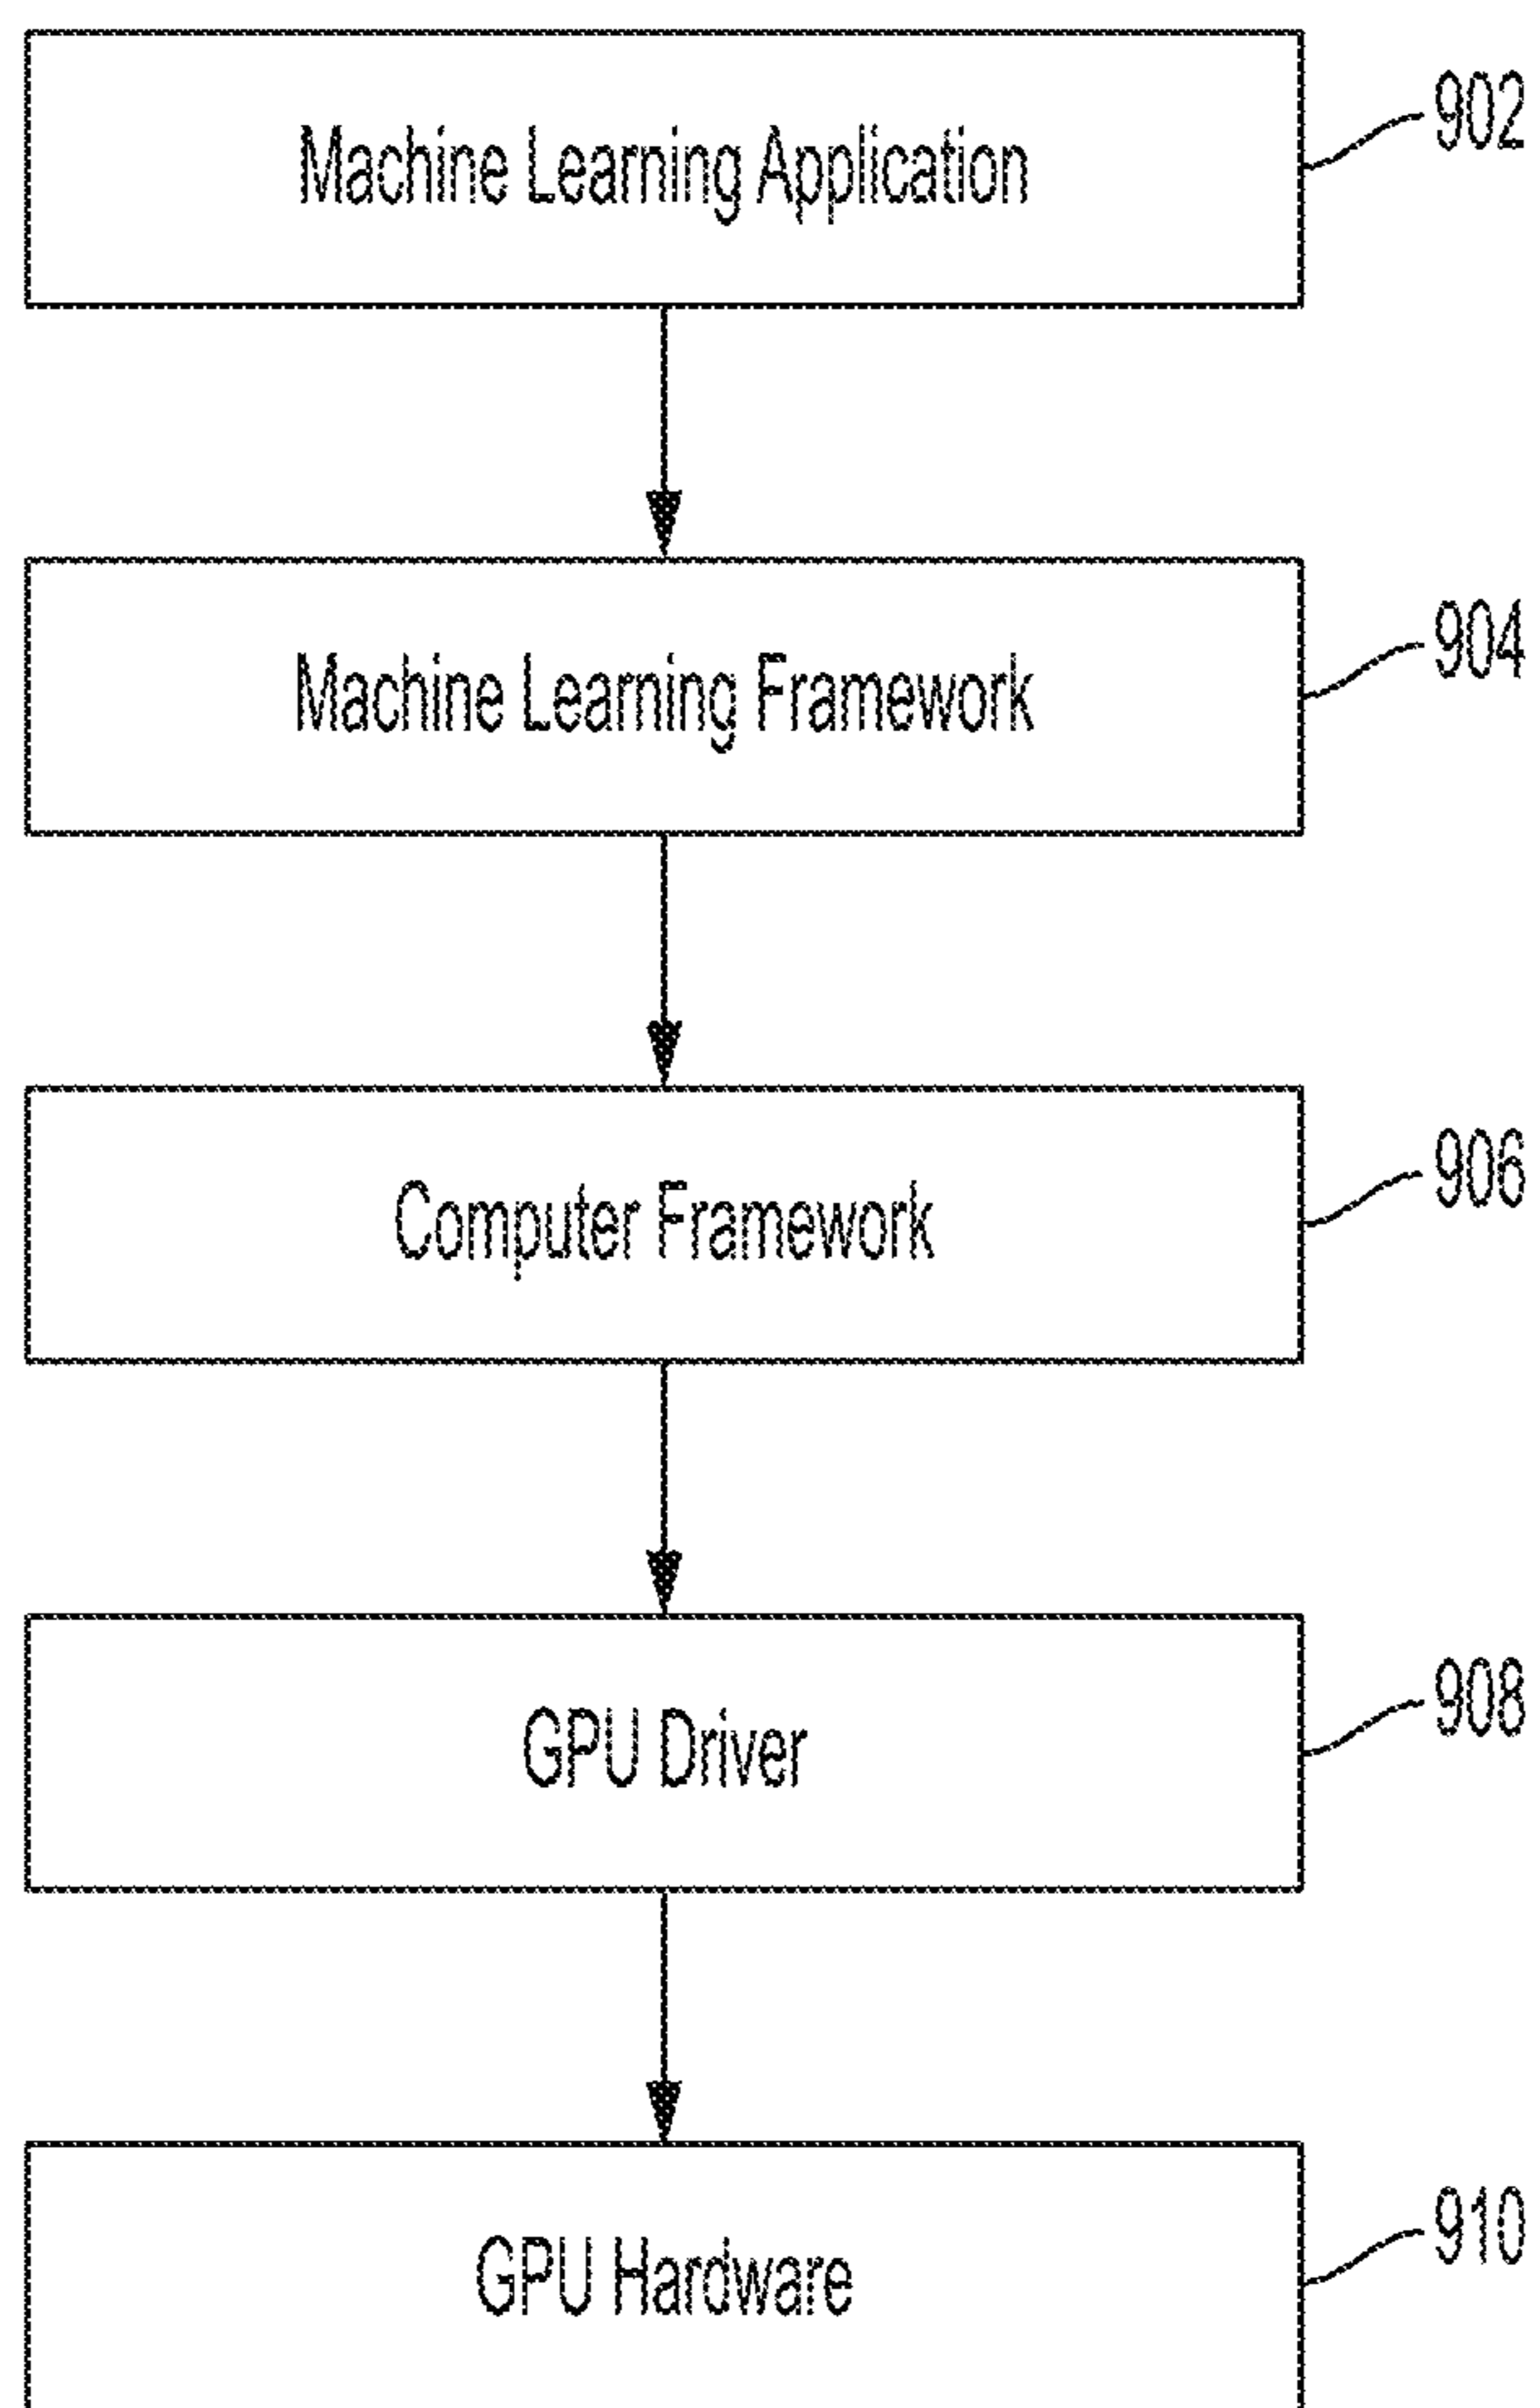 Machine Learning Application
902
Machine Learning Framework
904
Computer Framework
906
GPU Driver
908
GPU Hardware
910